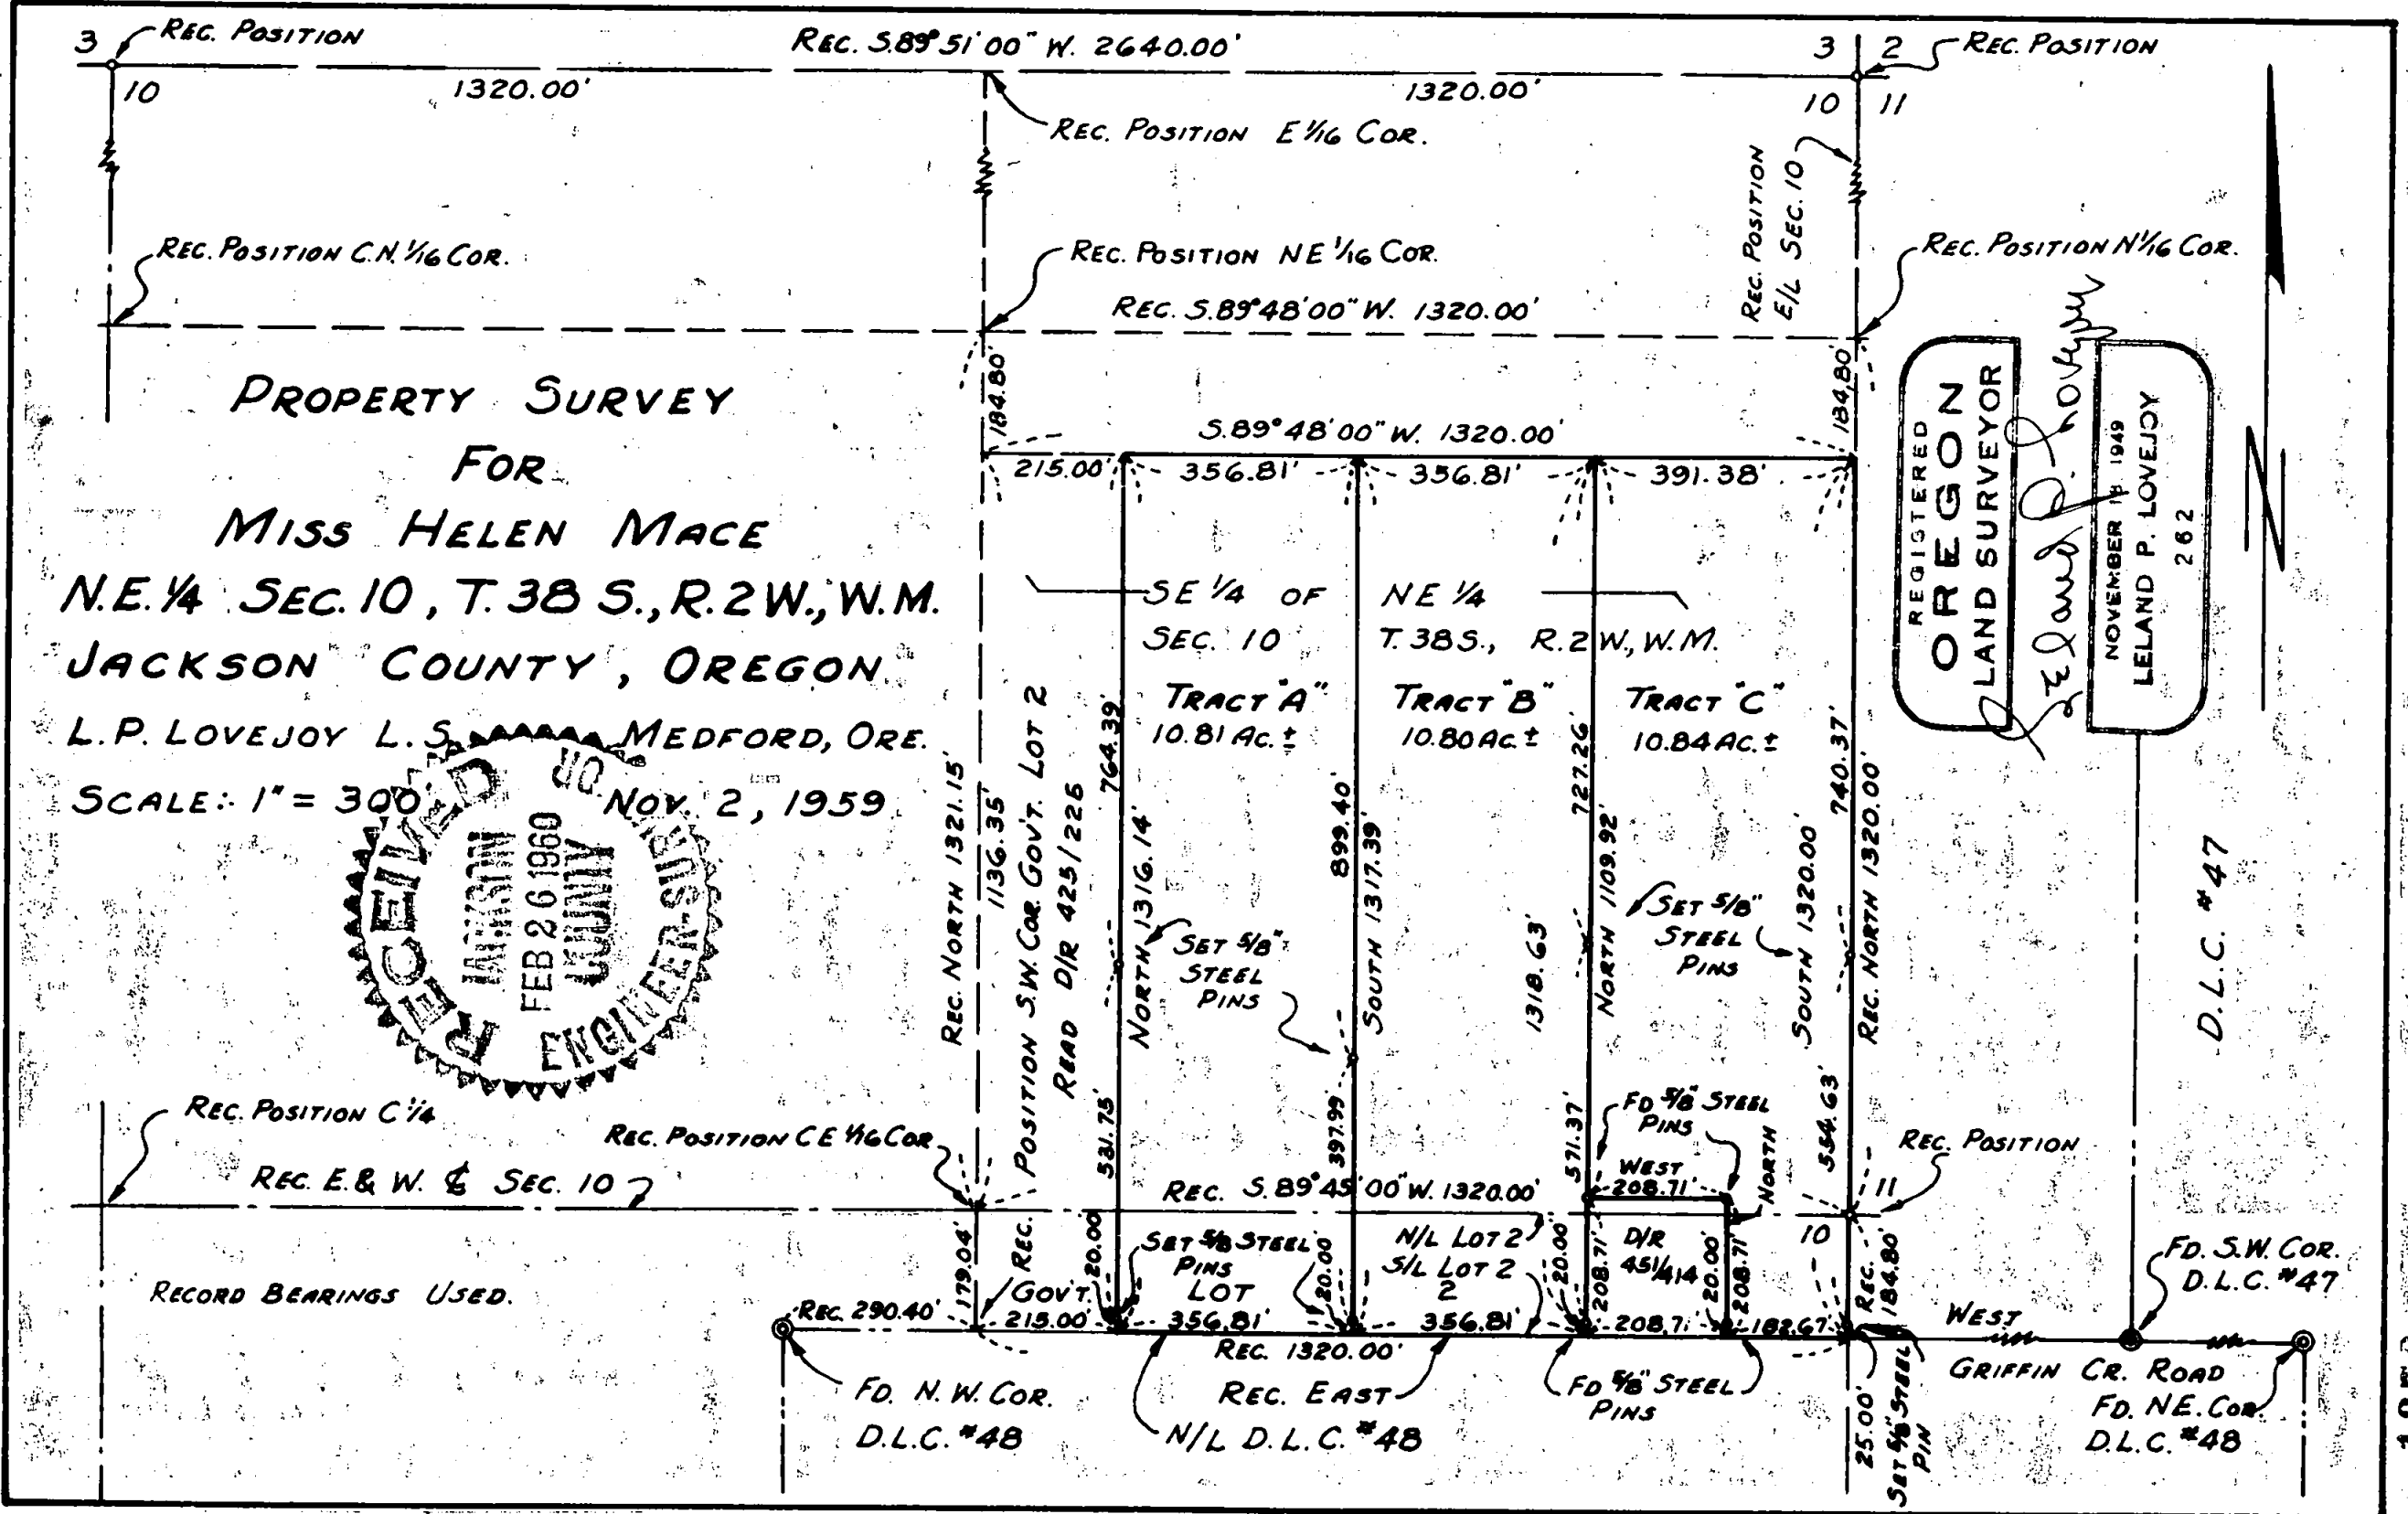 3
REC. POSITION
REC. S.89°51'00" W. 2640.00'
3
2
REC. POSITION
10
1320.00'
1320.00'
10
11
REC. POSITION E 1/16 COR.
REC. POSITION
E/L SEC. 10
REC. POSITION C.N. 1/16 COR.
REC. POSITION NE 1/16 COR.
REC. POSITION N 1/16 COR.
REC. S.89°48'00" W. 1320.00'
PROPERTY SURVEY
FOR
MISS HELEN MACE
N.E. 1/4 SEC. 10, T. 38 S., R. 2 W., W.M.
JACKSON COUNTY, OREGON
L.P. LOVEJOY L.S. MEDFORD, ORE.
SCALE: 1" = 300' NOV. 2, 1959
RECEIVED
JACKSON
FEB 26 1960
COUNTY
ENGINEER-SUR
184.80'
184.80'
S.89°48'00" W. 1320.00'
215.00'
356.81'
356.81'
391.38'
SE 1/4 OF NE 1/4
SEC. 10 T. 38 S., R. 2 W., W.M.
TRACT "A"
10.81 AC. ±
TRACT "B"
10.80 AC. ±
TRACT "C"
10.84 AC. ±
REC. NORTH 1321.15'
1136.35'
REC. POSITION S.W. COR. GOV'T. LOT 2
READ D/R 425/225
764.39'
NORTH 1316.14'
531.75'
20.00'
899.40'
SOUTH 1317.39'
397.99'
20.00'
727.26'
NORTH 1109.92'
1318.63'
571.37'
20.00'
208.71'
740.37'
SOUTH 1320.00'
REC. NORTH 1320.00'
554.63'
SET 5/8"
STEEL
PINS
SET 5/8"
STEEL
PINS
FD 5/8" STEEL
PINS
WEST
208.71'
NORTH
20.00'
208.71'
REC. POSITION
11
10
REC. POSITION C 1/4
REC. POSITION CE 1/16 COR.
REC. E. & W. ℄ SEC. 10
REC. S.89°45'00" W. 1320.00'
179.04'
SET 5/8 STEEL
PINS
N/L LOT 2
S/L LOT 2
D/R
451/414
GOV'T. LOT 2
RECORD BEARINGS USED.
REC. 290.40'
215.00'
356.81'
356.81'
208.71'
182.67'
REC. 1320.00'
REC. EAST
N/L D.L.C. #48
FD. N.W. COR.
D.L.C. #48
FD 5/8" STEEL
PINS
REC. 184.80'
25.00'
SET 5/8" STEEL
PIN
WEST
GRIFFIN CR. ROAD
FD. S.W. COR.
D.L.C. #47
FD. NE. COR.
D.L.C. #48
D.L.C. #47
REGISTERED
OREGON
LAND SURVEYOR
Leland P. Lovejoy
NOVEMBER 1949
LELAND P. LOVEJOY
262
N